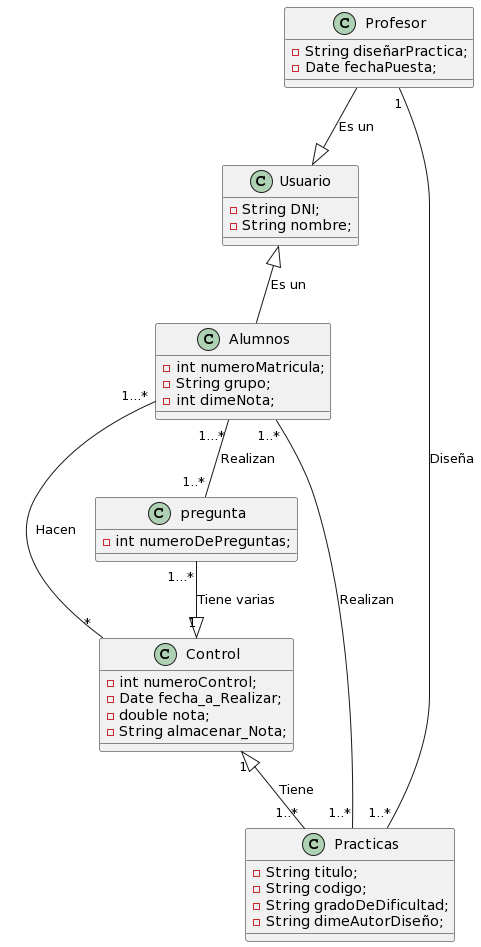 C Profesor
String diseñarPractica;
Date fechaPuesta;
1
Es un
C Usuario
String DNI;
String nombre;
Es un
C Alumnos
int numeroMatricula;
String grupo;
int dimeNota;
1...*
1...*
1..*
Realizan
Diseña
1..*
C pregunta
int numeroDePreguntas;
Hacen
1...*
Tiene varias
Realizan
*
1
C Control
int numeroControl;
Date fecha_a_Realizar;
double nota;
String almacenar_Nota;
1
Tiene
1..*
1..*
1..*
C Practicas
String titulo;
String codigo;
String gradoDeDificultad;
String dimeAutorDiseño;